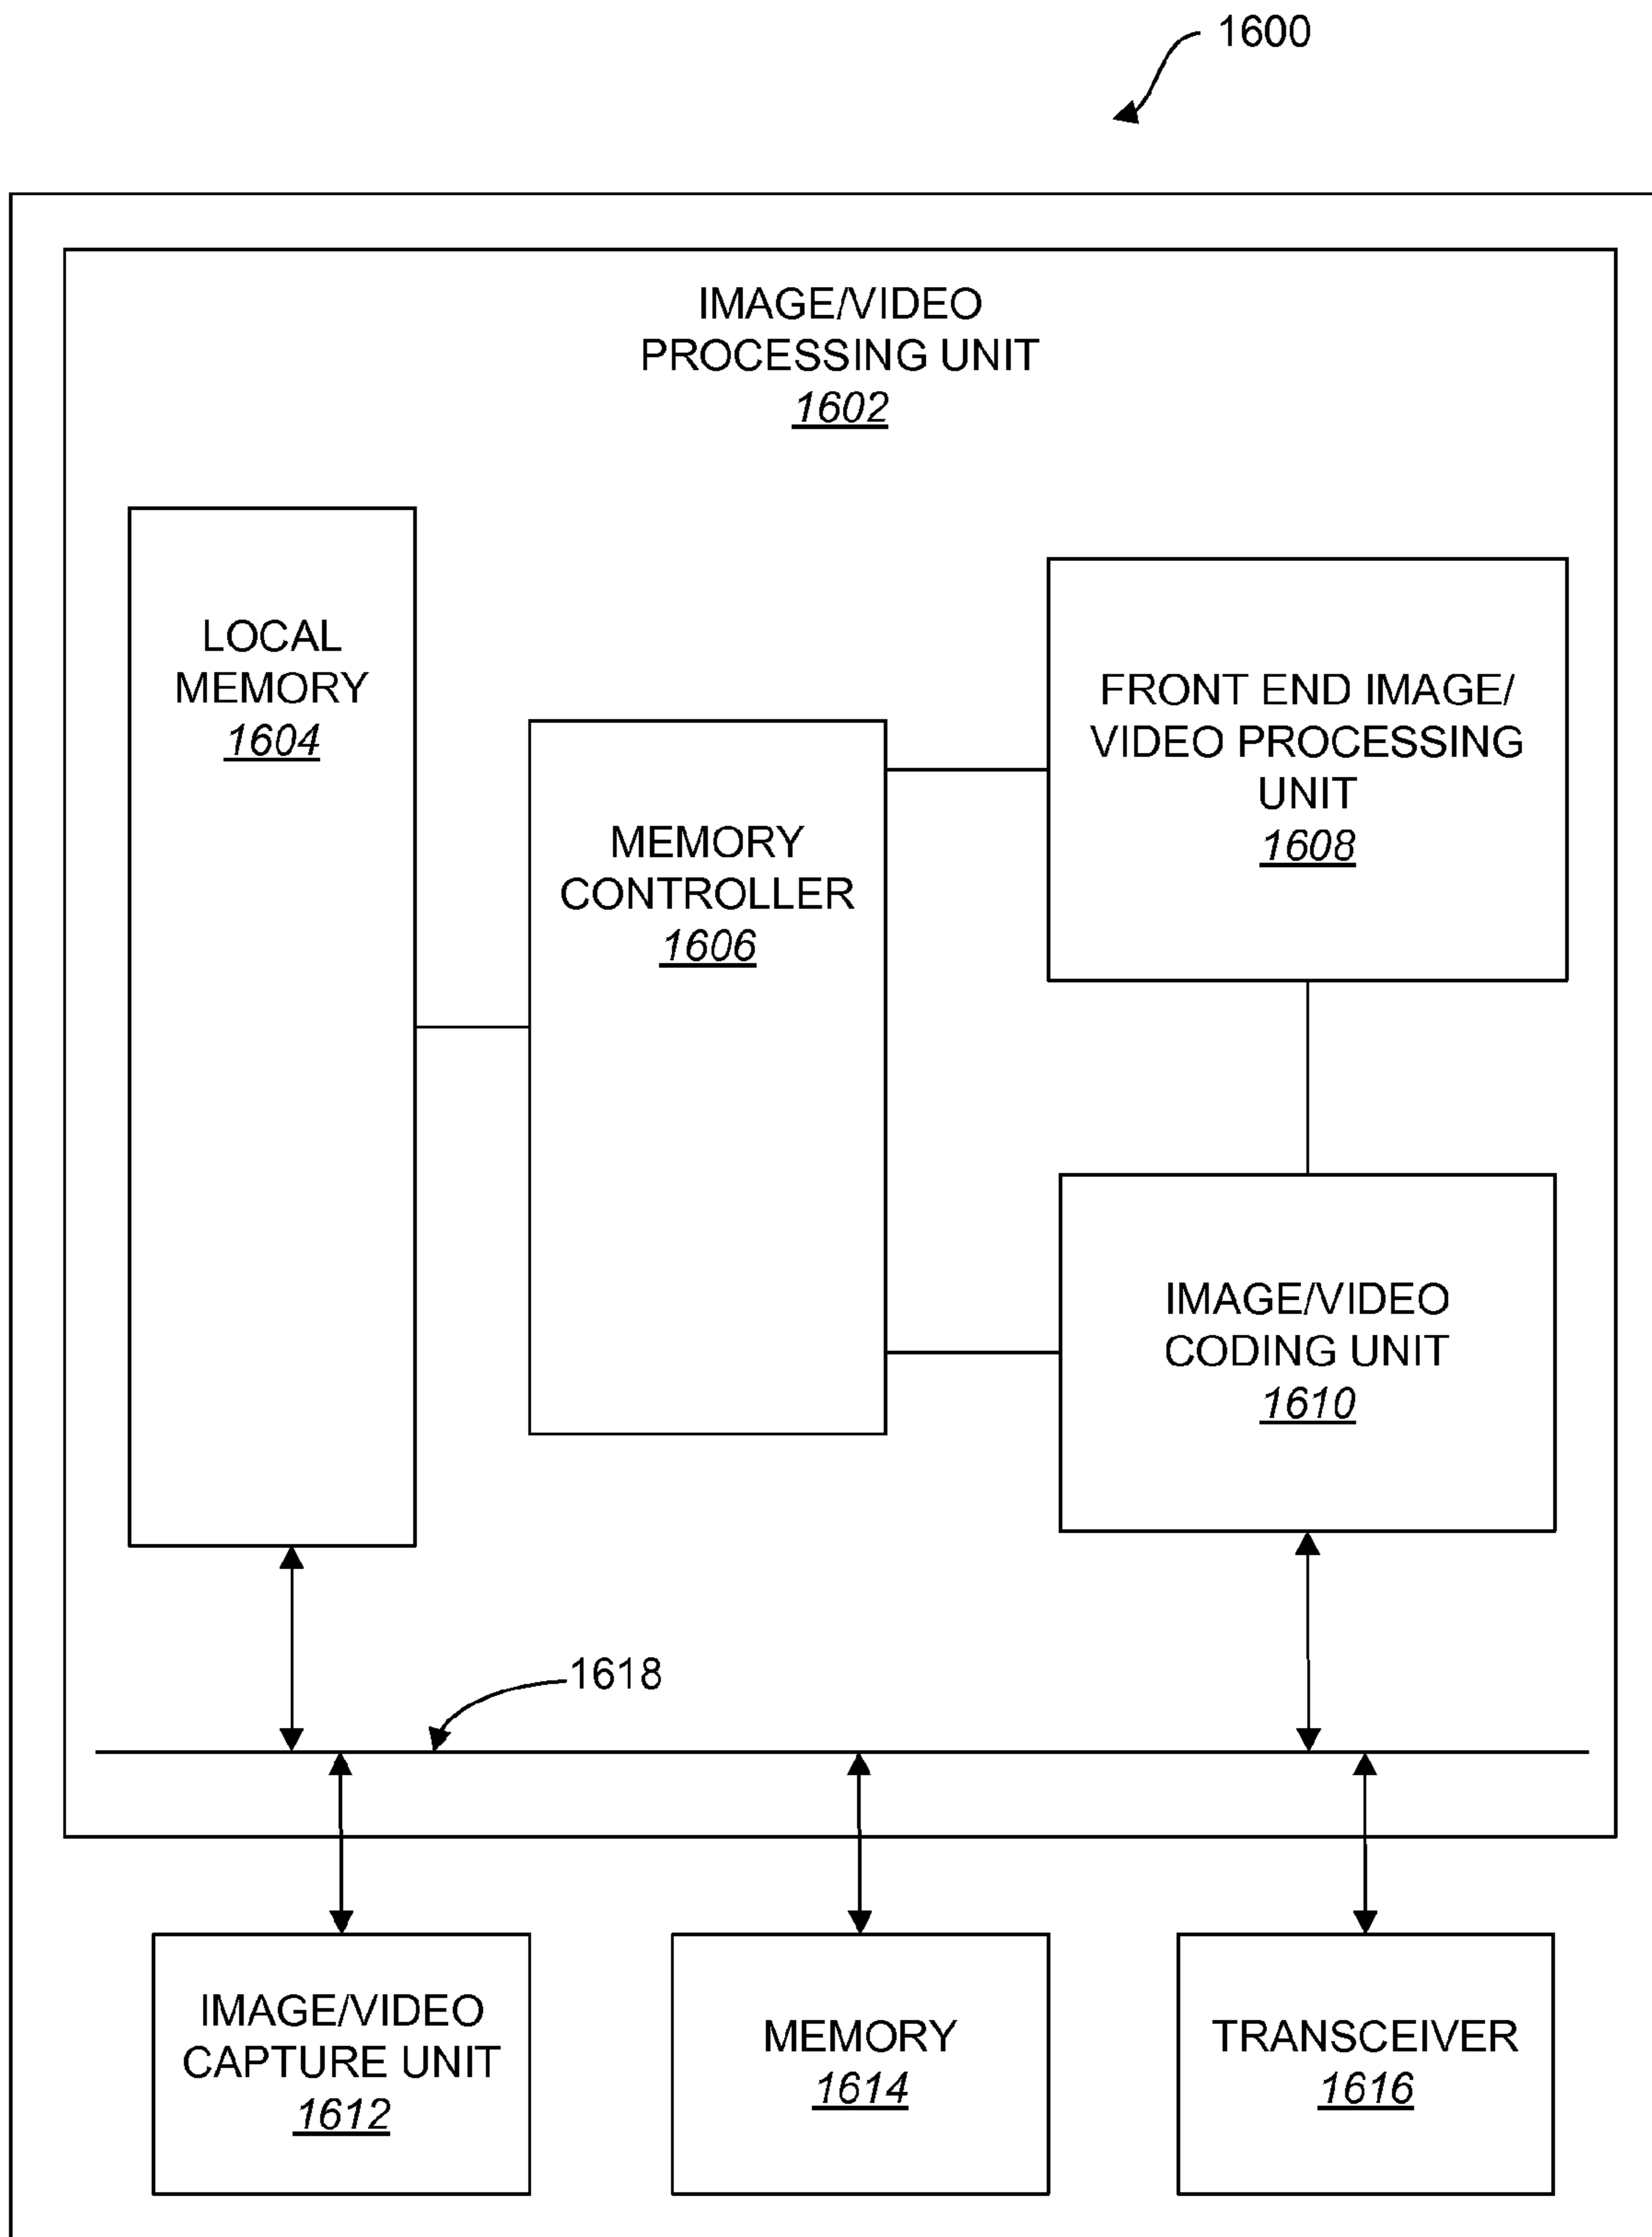 1600
IMAGE/VIDEO
PROCESSING UNIT
1602
LOCAL
MEMORY
1604
MEMORY
CONTROLLER
1606
FRONT END IMAGE/
VIDEO PROCESSING
UNIT
1608
IMAGE/VIDEO
CODING UNIT
1610
1618
IMAGE/VIDEO
CAPTURE UNIT
1612
MEMORY
1614
TRANSCEIVER
1616